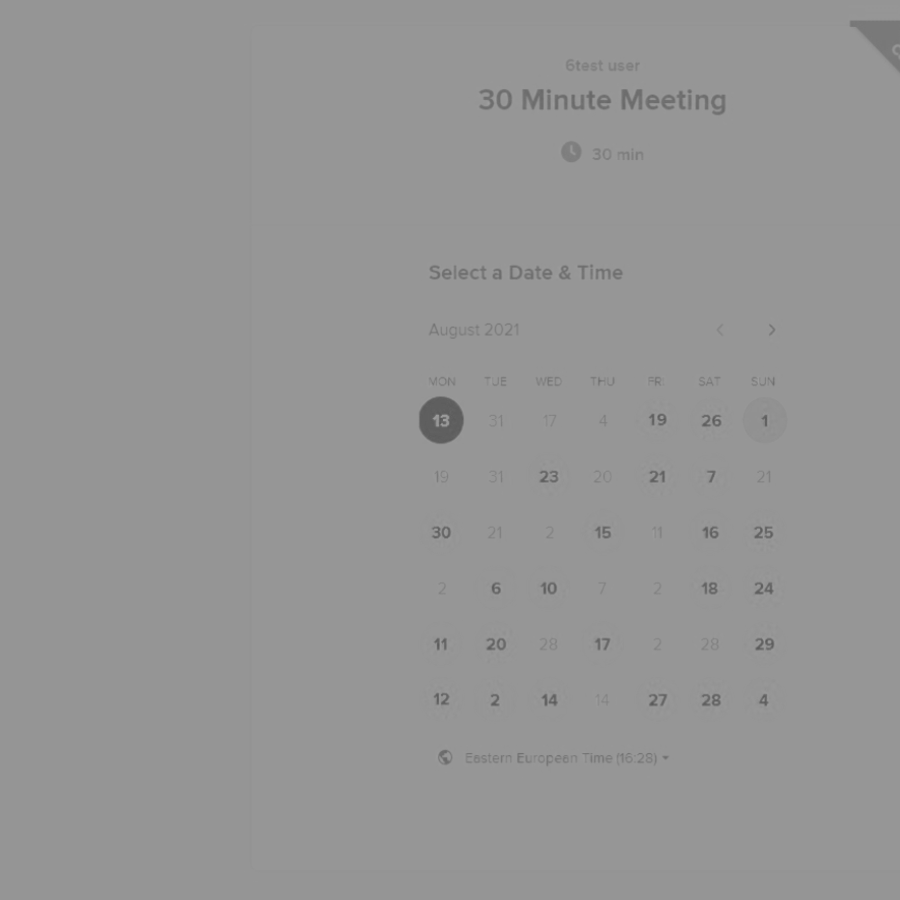 6test user
30 Minute Meeting
30 min
Select a Date & Time
August 2021
MON TUE WED THU FRI SAT SUN
13 31 17 4 19 26 1
19 31 23 20 21 7 21
30 21 2 15 11 16 25
2 6 10 7 2 18 24
11 20 28 17 2 28 29
12 2 14 14 27 28 4
Eestern Europeen Time (16:28)